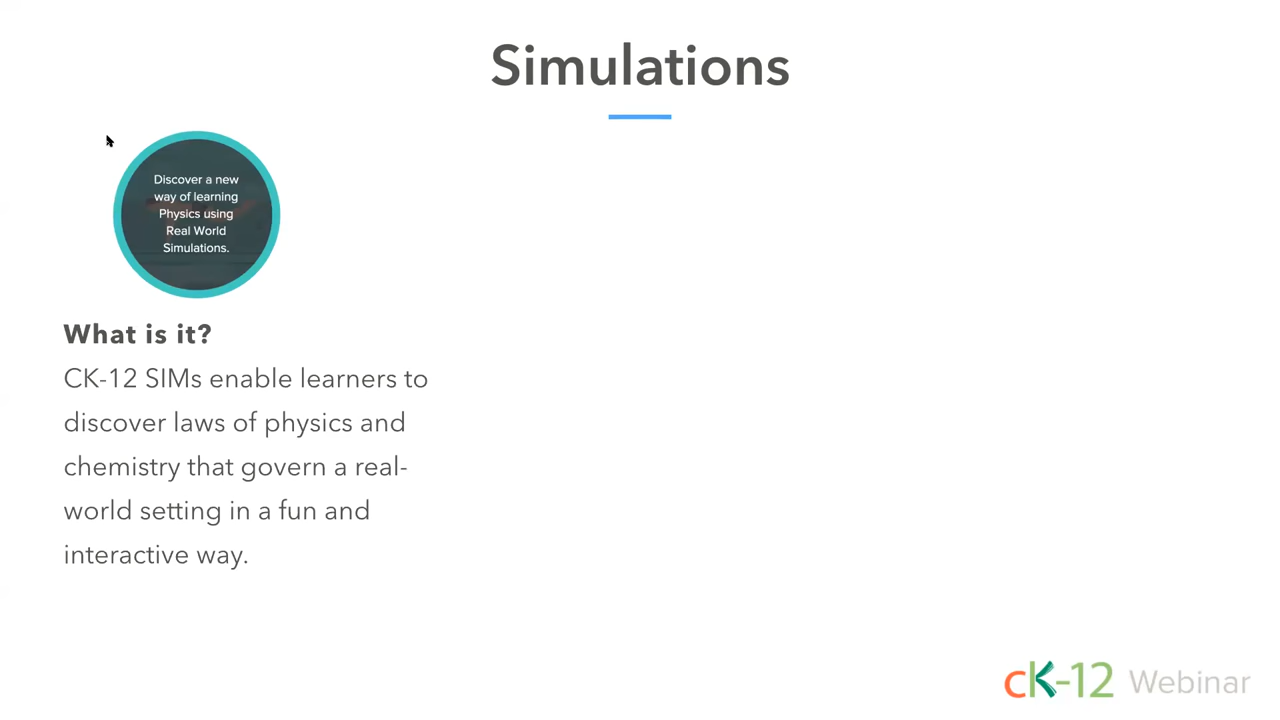 Simulations
Discover a new
way of learning
Physics using
Real World
Simulations.
What is it?
CK-12 SIMs enable learners to
discover laws of physics and
chemistry that govern a real-
world setting in a fun and
interactive way.
cK-12 Webinar